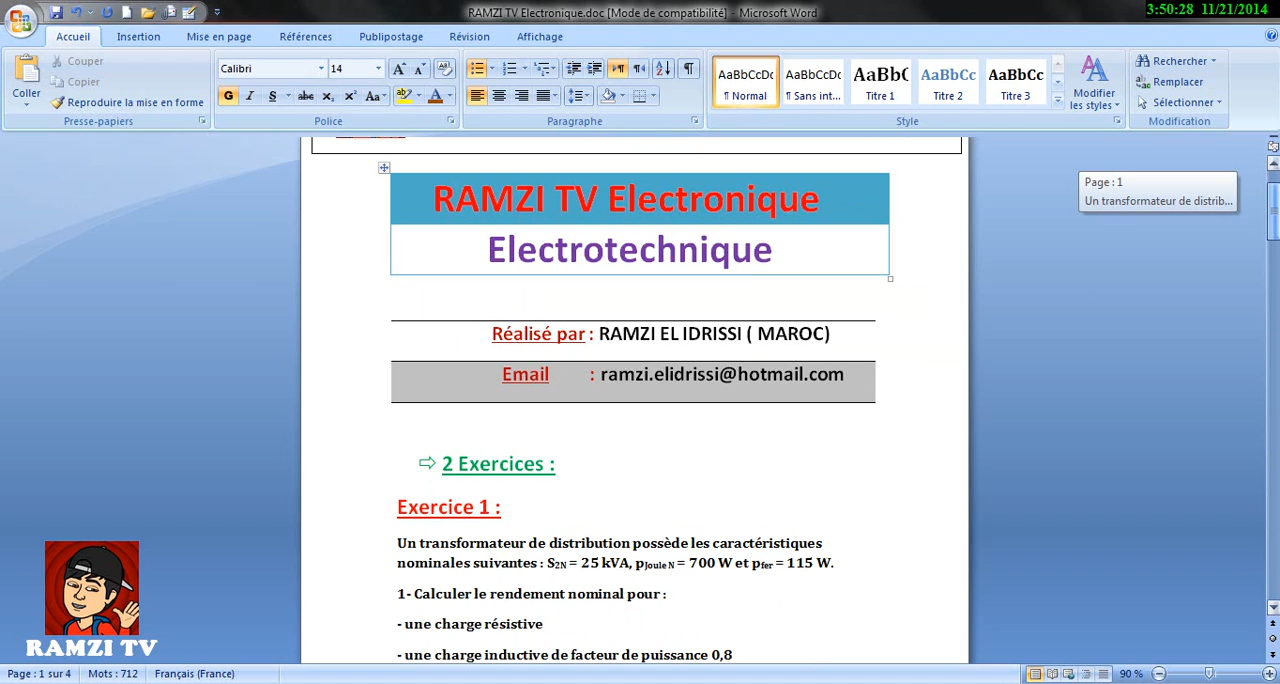 RAMZI TV Electronique.doc [Mode de compatibilité] - Microsoft Word
3:50:28 11/21/2014
Accueil Insertion Mise en page Références Publipostage Révision Affichage
Coller
Couper
Copier
Reproduire la mise en forme
Presse-papiers
Calibri 14
G I S abc X₂ X² Aa
Police
Paragraphe
AaBbCcDc AaBbCcDc AaBbC AaBbCc AaBbCc
¶ Normal ¶ Sans int... Titre 1 Titre 2 Titre 3
Style
Modifier les styles
Rechercher
Remplacer
Sélectionner
Modification
Page : 1
Un transformateur de distrib...
RAMZI TV Electronique
Electrotechnique
Réalisé par : RAMZI EL IDRISSI ( MAROC)
Email : ramzi.elidrissi@hotmail.com
⇨ 2 Exercices :
Exercice 1 :
Un transformateur de distribution possède les caractéristiques
nominales suivantes : S2N = 25 kVA, pJoule N = 700 W et pfer = 115 W.
1- Calculer le rendement nominal pour :
- une charge résistive
- une charge inductive de facteur de puissance 0,8
RAMZI TV
Page : 1 sur 4 Mots : 712 Français (France) 90 %